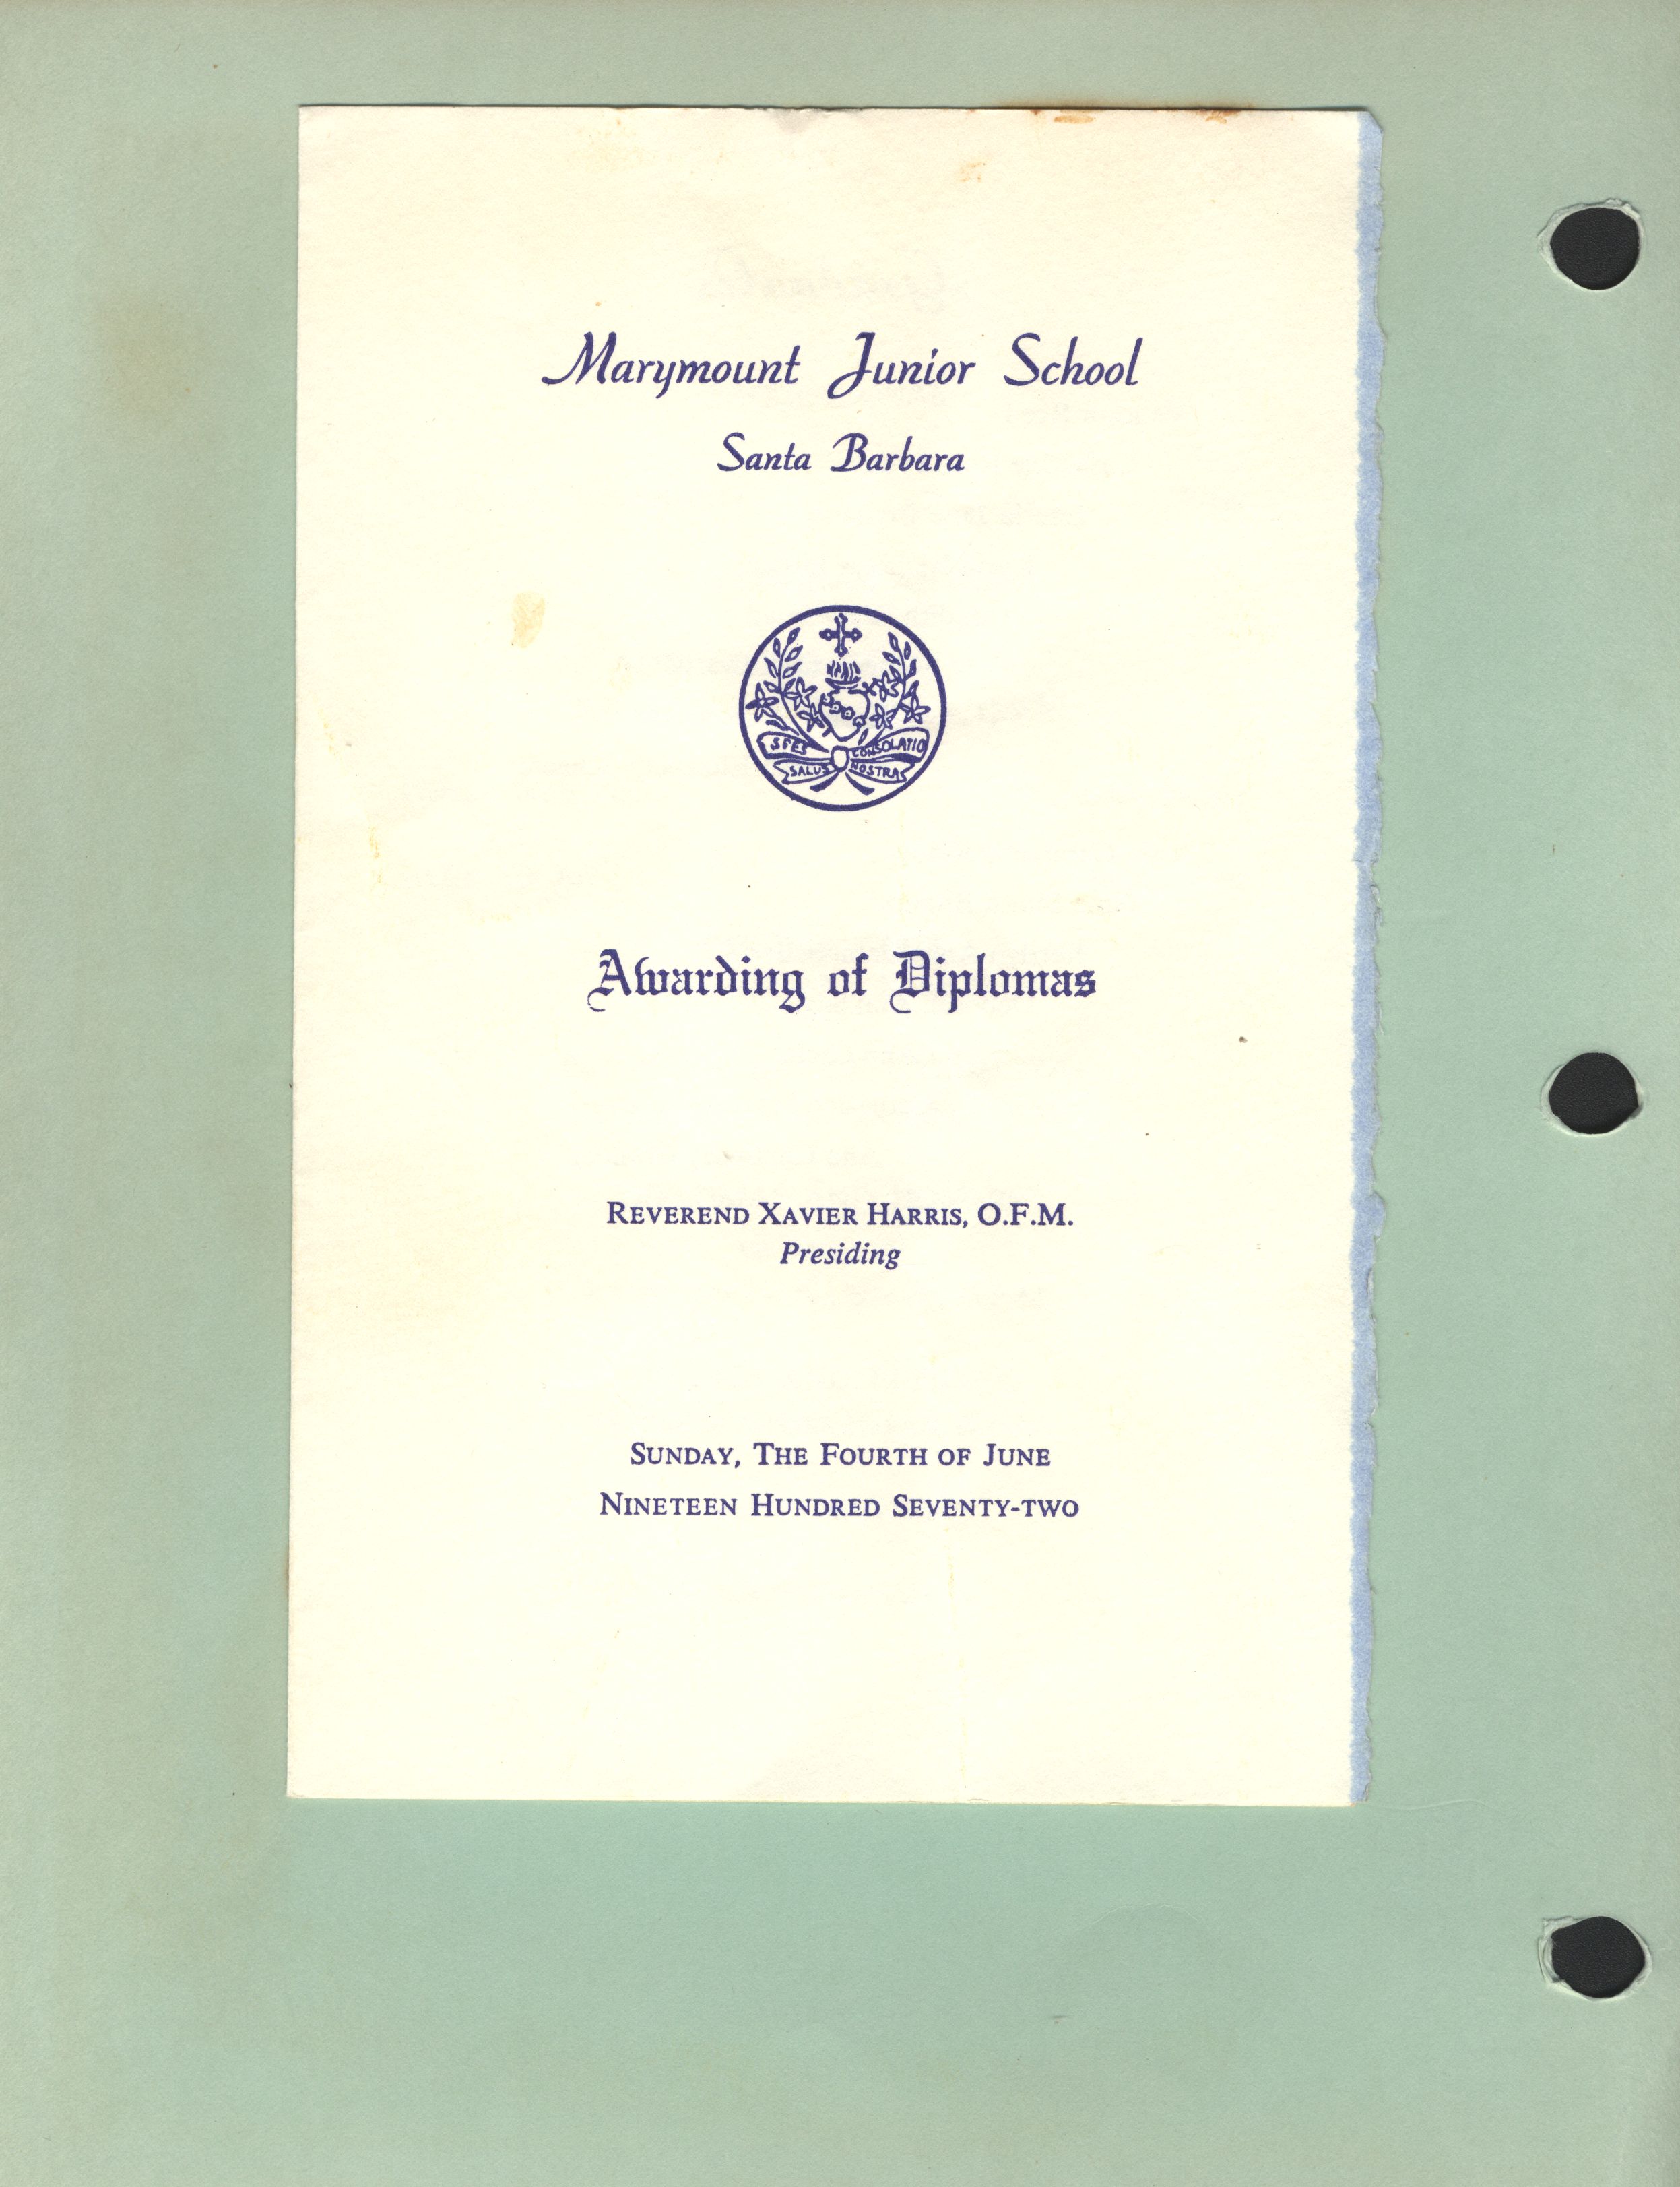 Marymount Junior School
Santa Barbara
SPES CONSOLATIO
SALUS NOSTRA
Awarding of Diplomas
REVEREND XAVIER HARRIS, O.F.M.
Presiding
SUNDAY, THE FOURTH OF JUNE
NINETEEN HUNDRED SEVENTY-TWO